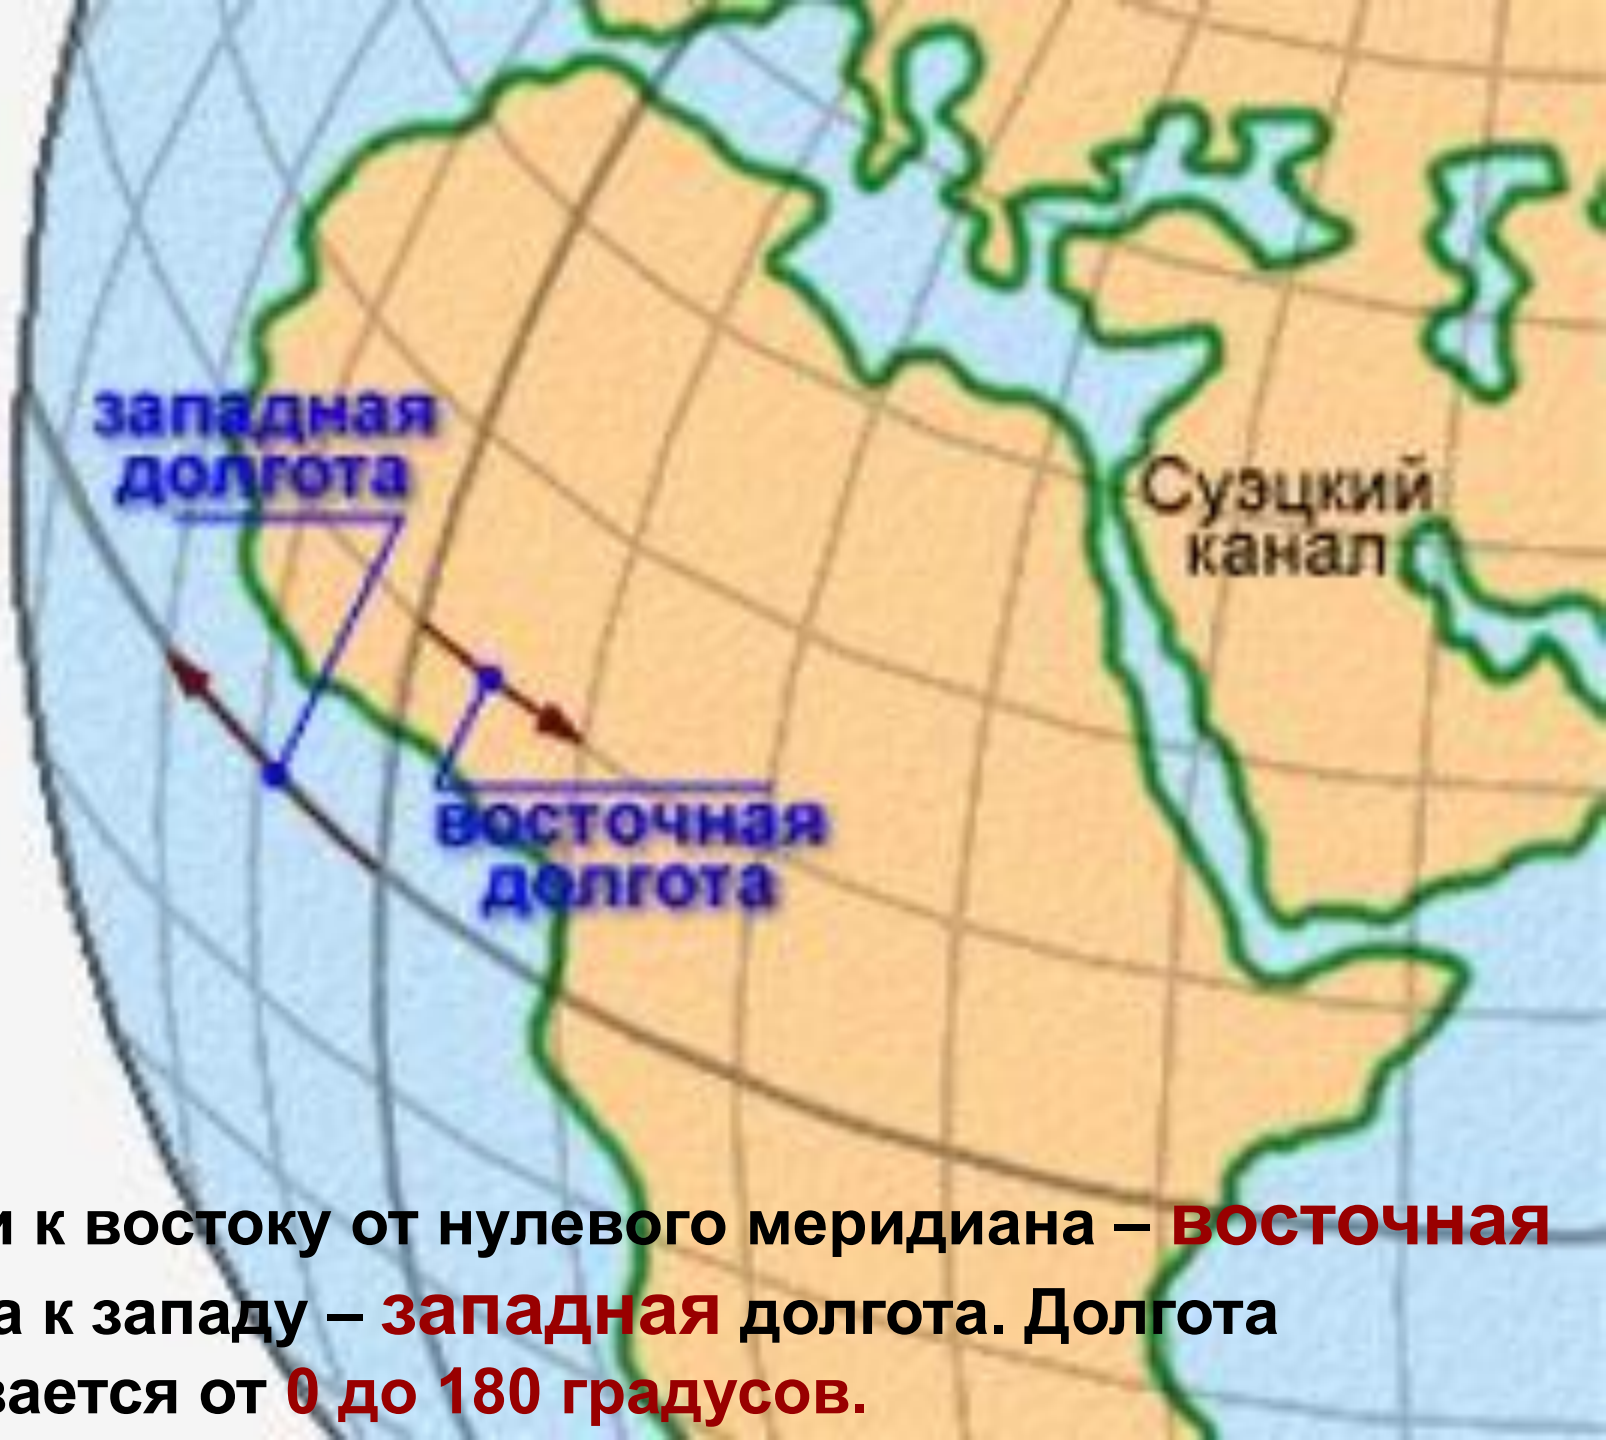 западная
долгота
Суэцкий
канал
восточная
долгота
и к востоку от нулевого меридиана – восточная
а к западу – западная долгота. Долгота
вается от 0 до 180 градусов.